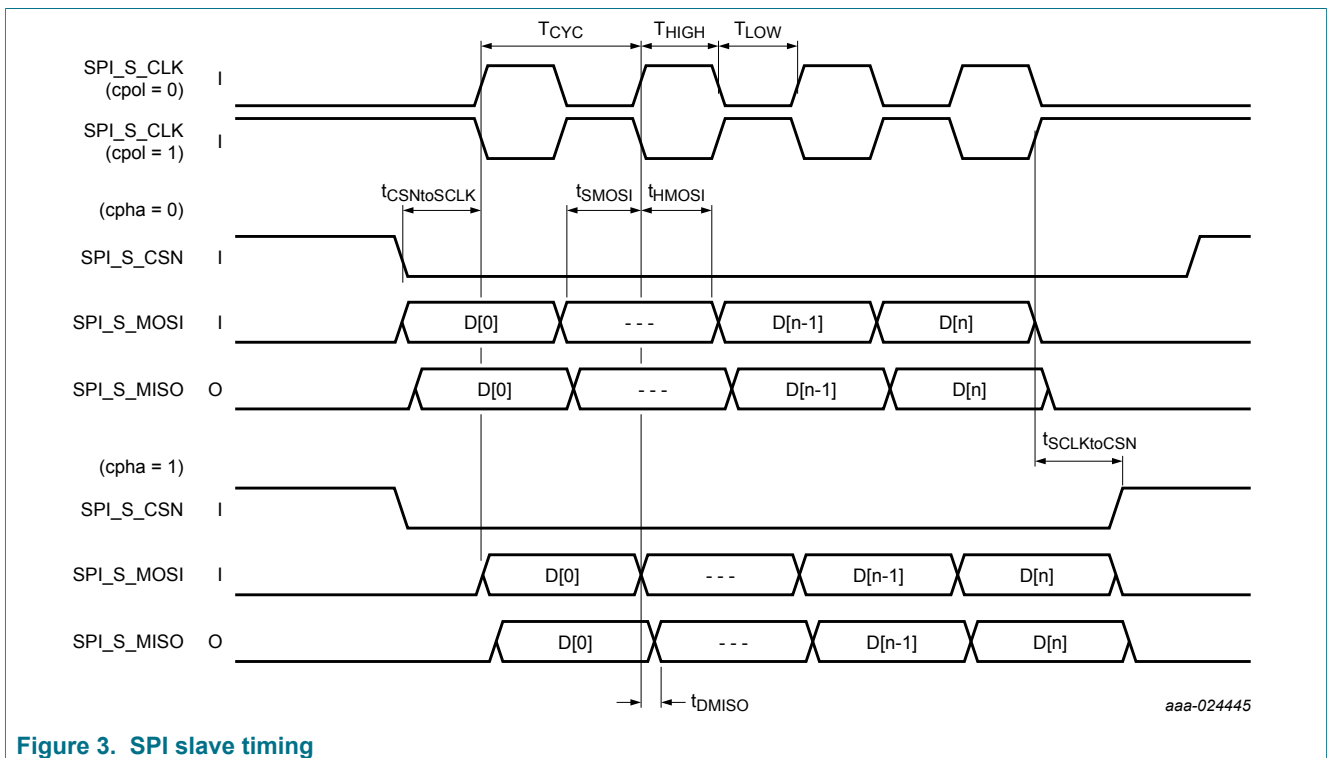 TCYC THIGH TLOW
SPI_S_CLK
(cpol = 0) I
SPI_S_CLK
(cpol = 1) I
tCSNtoSCLK tSMOSI tHMOSI
(cpha = 0)
SPI_S_CSN I
SPI_S_MOSI I D[0] - - - D[n-1] D[n]
SPI_S_MISO O D[0] - - - D[n-1] D[n]
tSCLKtoCSN
(cpha = 1)
SPI_S_CSN I
SPI_S_MOSI I D[0] - - - D[n-1] D[n]
SPI_S_MISO O D[0] - - - D[n-1] D[n]
tDMISO
aaa-024445
Figure 3. SPI slave timing